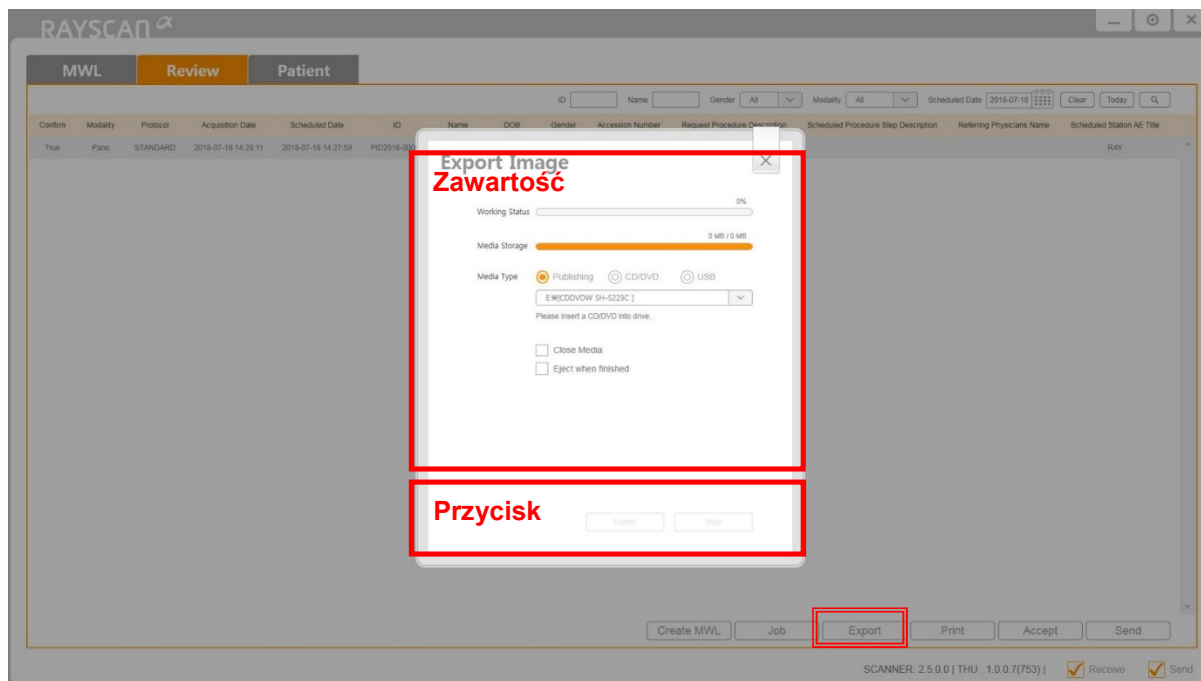 RAYSCAN α
MWL Review Patient
ID Name Gender All Modality All Scheduled Date 2018-07-18 Clear Today
Confirm Modality Protocol Acquisition Date Scheduled Date ID Name DOB Gender Accession Number Request Procedure Description Scheduled Procedure Step Description Referring Physicians Name Scheduled Station AE Title
True Pano STANDARD 2018-07-18 14:28:11 2018-07-18 14:27:59 PID2016-000 RAY
Export Image
Zawartość
Working Status 0%
Media Storage 0 MB / 0 MB
Media Type Publishing CD/DVD USB
E:₩[CDDVDW SH-S223C ]
Please insert a CD/DVD into drive.
Close Media
Eject when finished
Przycisk
Export Stop
Create MWL Job Export Print Accept Send
SCANNER: 2.5.0.0 | THU : 1.0.0.7(753) | Receive Send